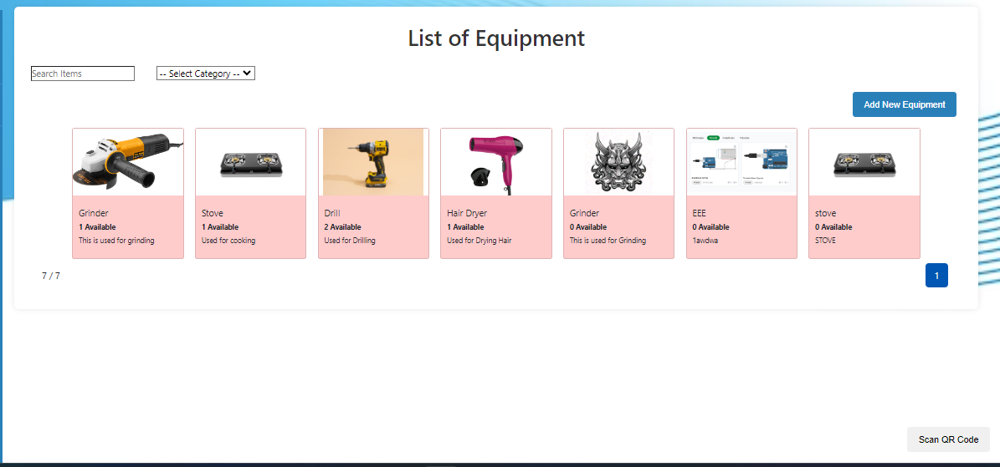 List of Equipment
Search Items
-- Select Category --
Add New Equipment
Grinder
1 Available
This is used for grinding
Stove
1 Available
Used for cooking
Drill
2 Available
Used for Drilling
Hair Dryer
1 Available
Used for Drying Hair
Grinder
0 Available
This is used for Grinding
EEE
0 Available
1awdwa
stove
0 Available
STOVE
7 / 7
1
Scan QR Code